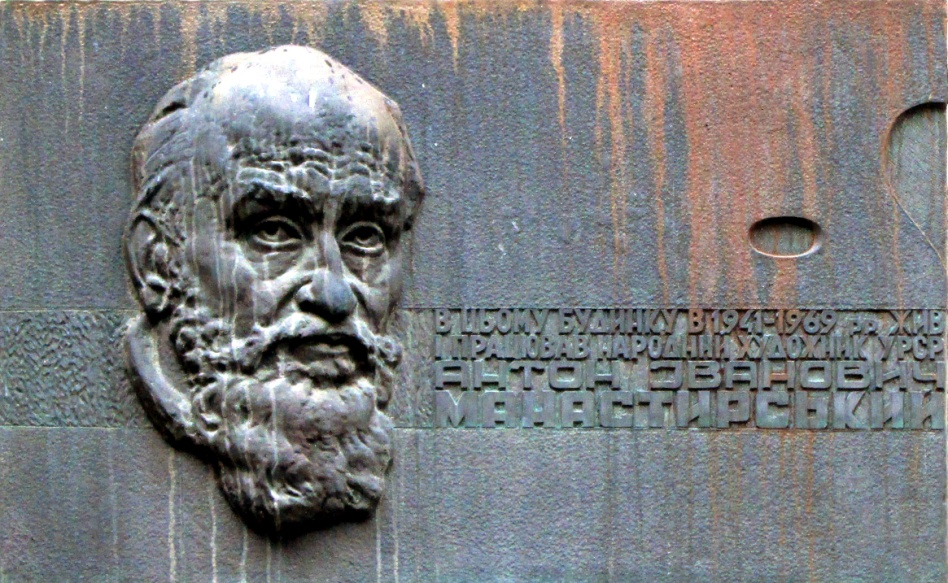 В ЦЬОМУ БУДИНКУ В 1941-1969 рр. ЖИВ
І ПРАЦЮВАВ НАРОДНИЙ ХУДОЖНИК УРСР
АНТОН ІВАНОВИЧ
МАНАСТИРСЬКИЙ